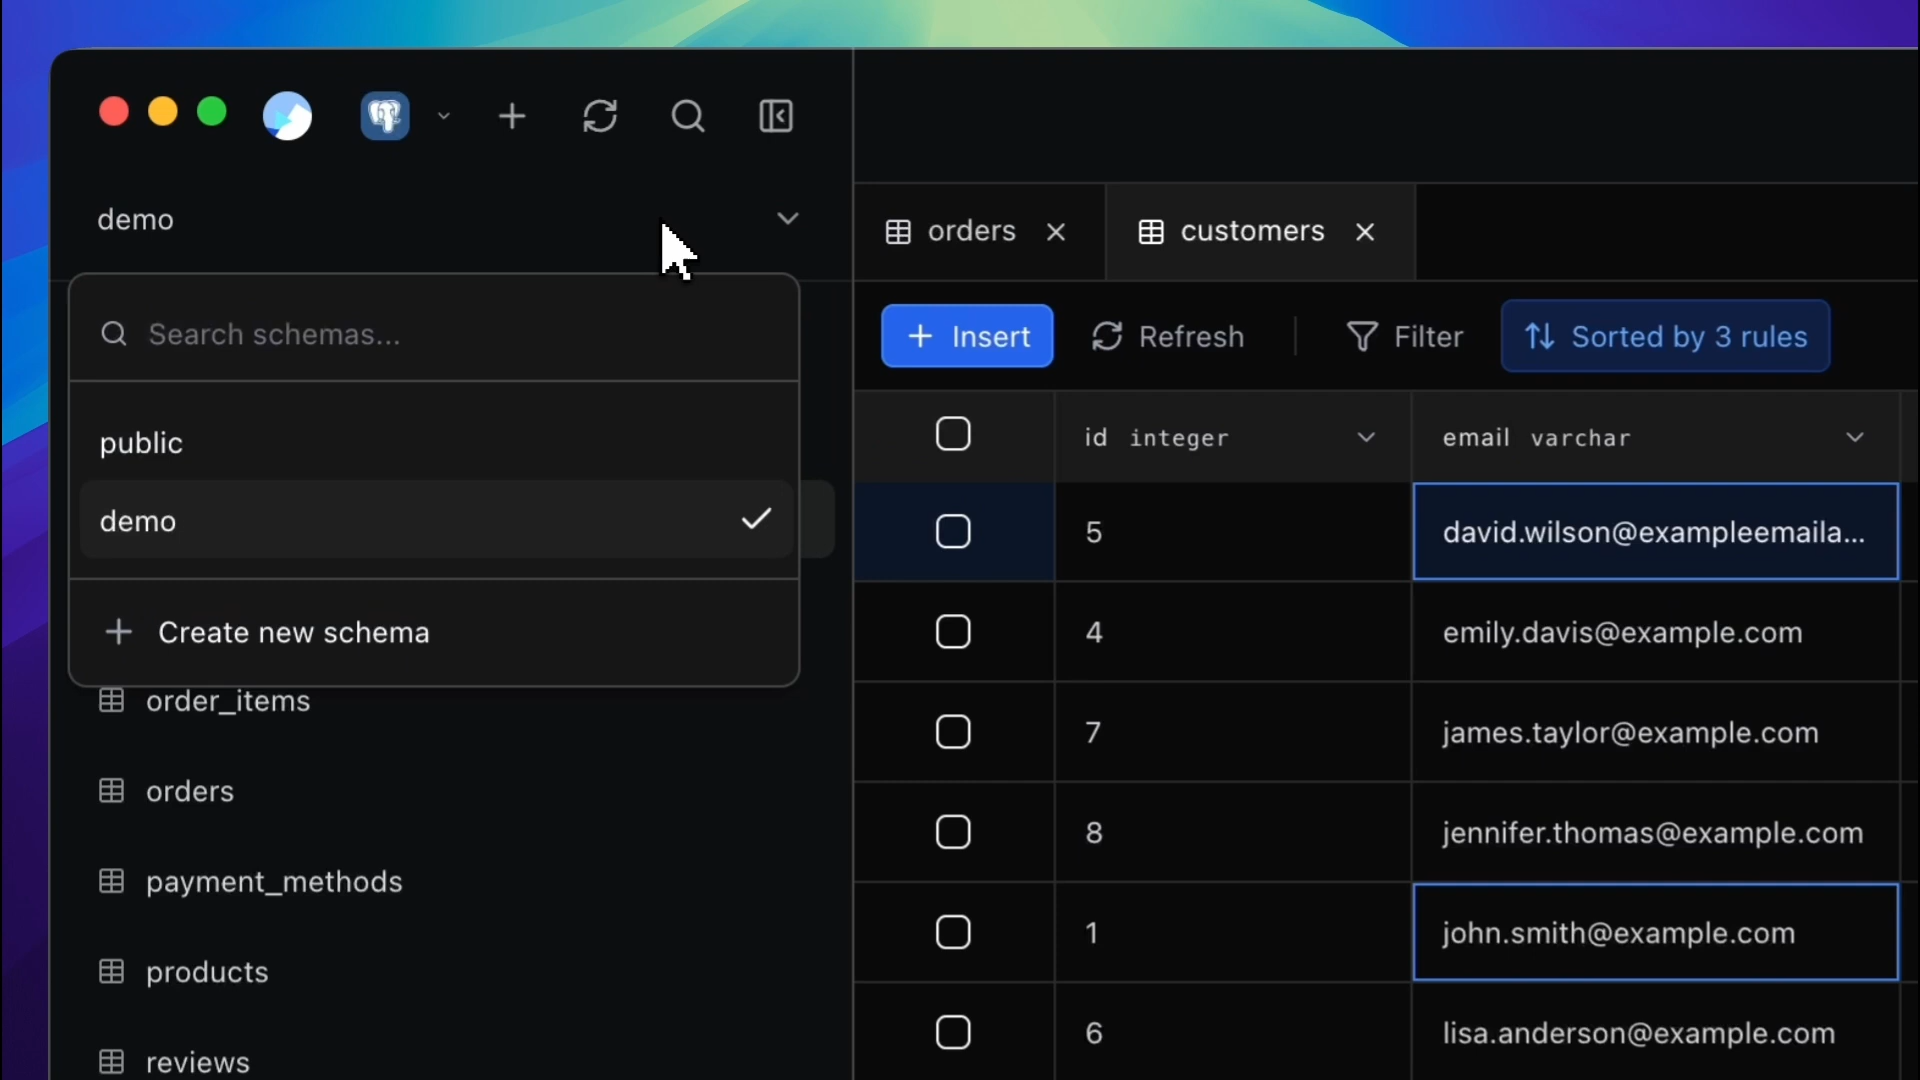 demo
Search schemas...
public
demo
Create new schema
order_items
orders
payment_methods
products
reviews
orders
customers
Insert
Refresh
Filter
Sorted by 3 rules
id integer
email varchar
5
david.wilson@exampleemaila...
4
emily.davis@example.com
7
james.taylor@example.com
8
jennifer.thomas@example.com
1
john.smith@example.com
6
lisa.anderson@example.com